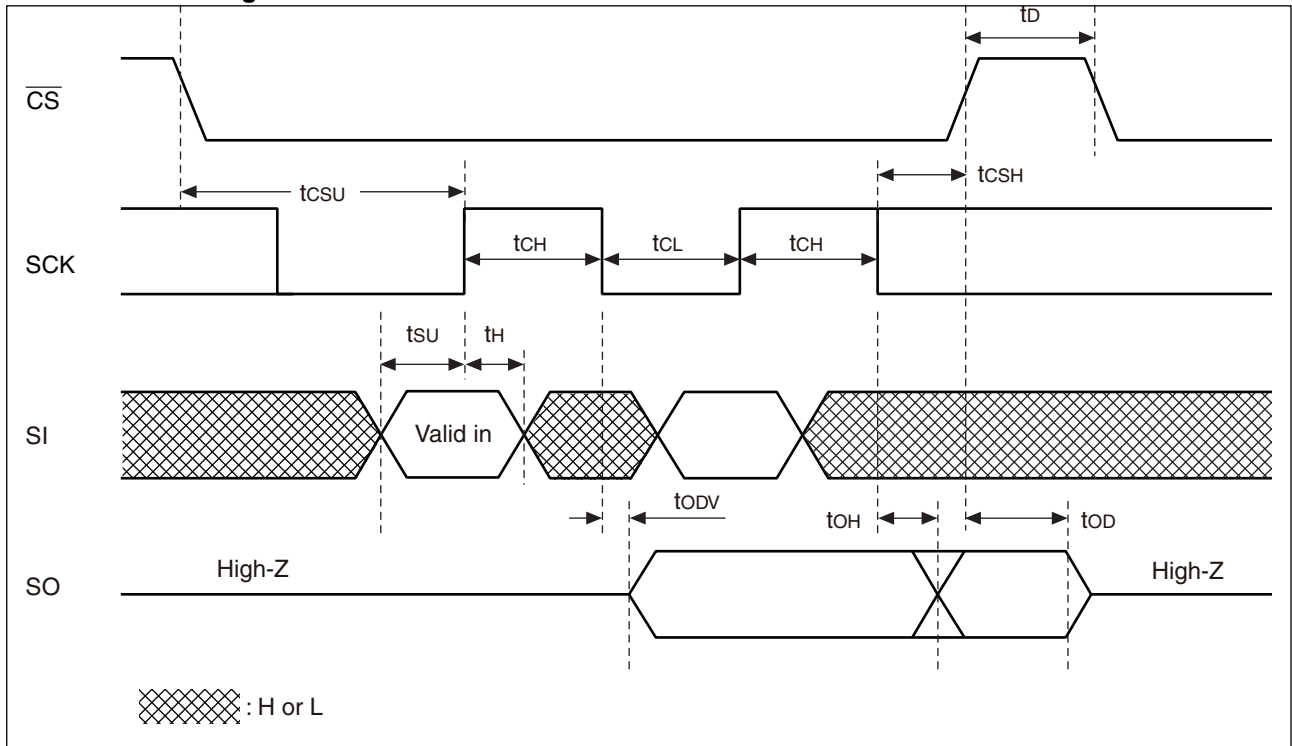 tD
CS
tCSH
tCSU
SCK
tCH
tCL
tCH
tSU
tH
SI
Valid in
tODV
tOH
tOD
SO
High-Z
High-Z
: H or L